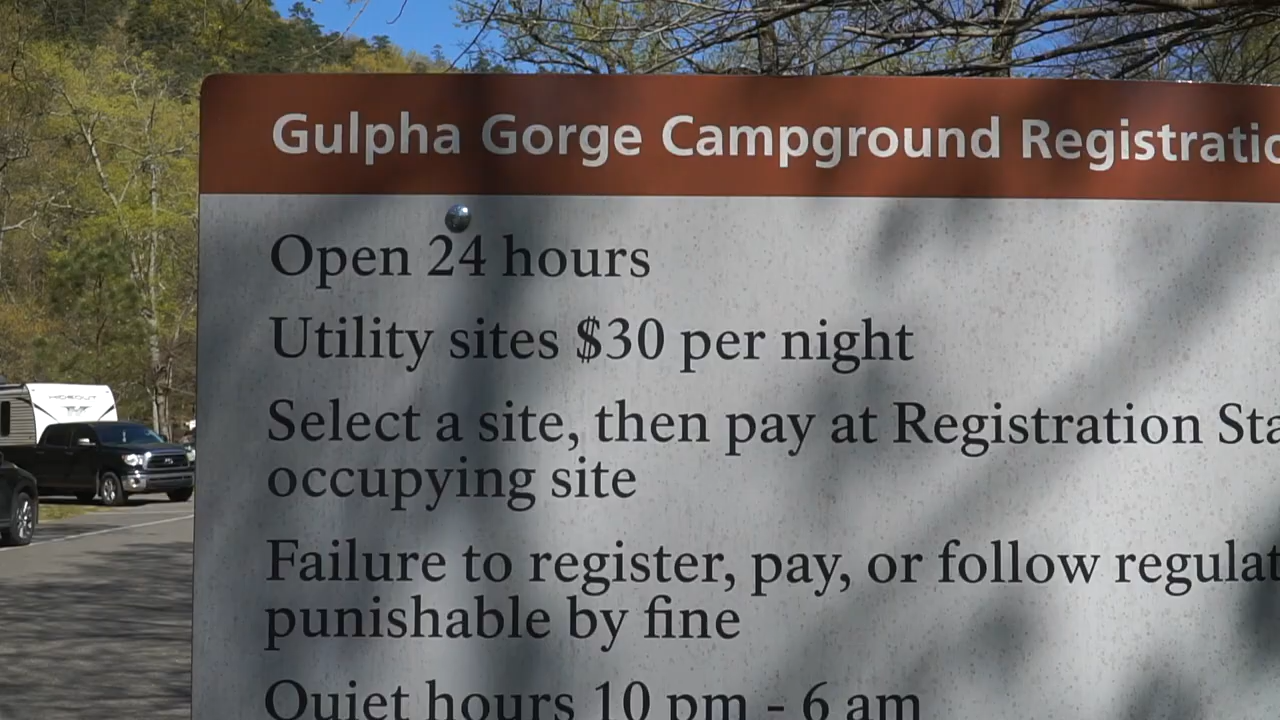 Gulpha Gorge Campground Registratio
Open 24 hours
Utility sites $30 per night
Select a site, then pay at Registration Sta
occupying site
Failure to register, pay, or follow regulat
punishable by fine
Quiet hours 10 pm - 6 am
HIDEOUT